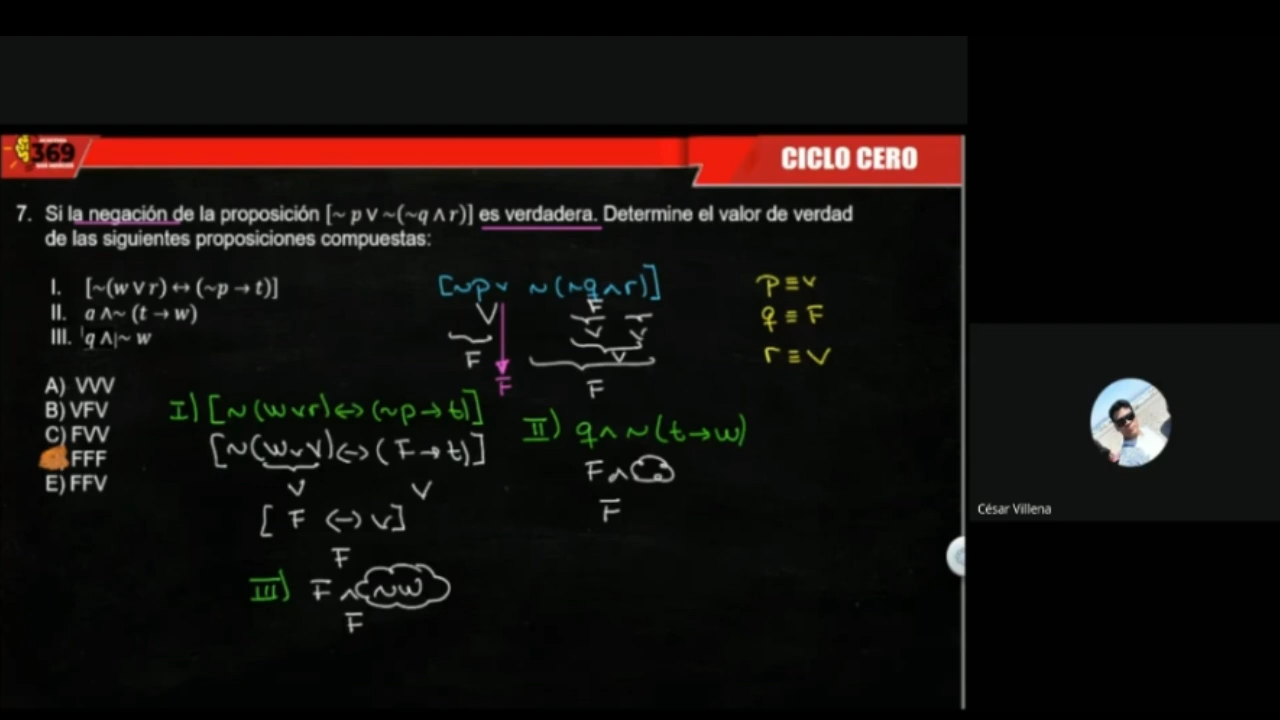 369
CICLO CERO
7. Si la negación de la proposición [~ p ∨ ~(~q ∧ r)] es verdadera. Determine el valor de verdad
de las siguientes proposiciones compuestas:
I. [~(w ∨ r) ↔ (~p → t)]
II. q ∧~ (t → w)
III. q ∧ ~ w
A) VVV
B) VFV
C) FVV
FFF
E) FFV
[~p ∨ ~(~q ∧ r)]
F
V V V
V
F F
F
p ≡ V
q ≡ F
r ≡ V
I) [~(w ∨ r) ↔ (~p → t)]
[~(w ∨ V) ↔ (F → t)]
V V
[F ↔ V]
F
II) q ∧ ~(t → w)
F ∧
F
III) F ∧ ~w
F
César Villena